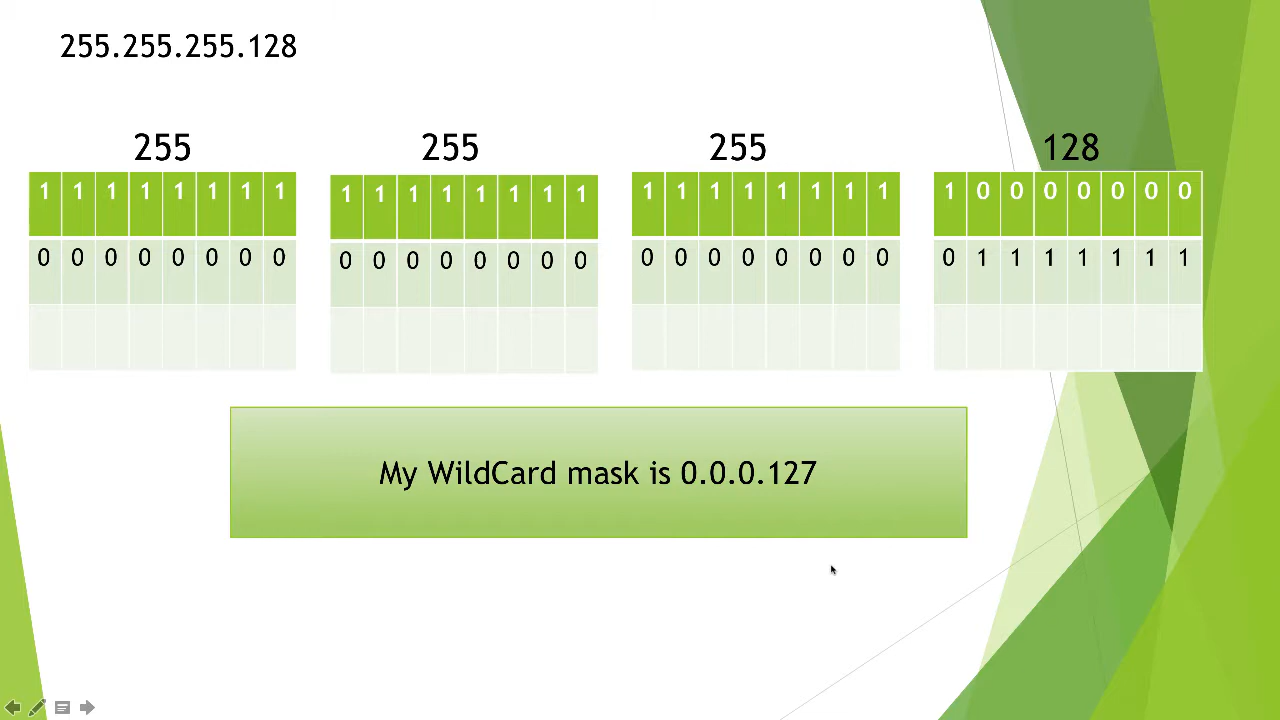 255.255.255.128
255 255 255 128
1 1 1 1 1 1 1 1 1 1 1 1 1 1 1 1 1 1 1 1 1 1 1 1 1 0 0 0 0 0 0 0
0 0 0 0 0 0 0 0 0 0 0 0 0 0 0 0 0 0 0 0 0 0 0 0 0 1 1 1 1 1 1 1
My WildCard mask is 0.0.0.127